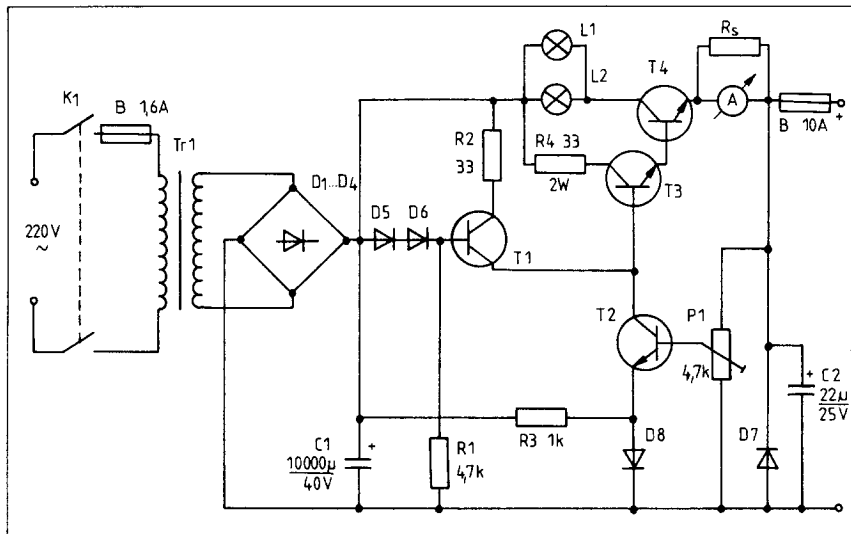 K1
B 1,6A
Tr1
220V
~
D1...D4
D5
D6
R2
33
T1
L1
L2
R4 33
2W
T4
T3
Rs
A
B 10A
+
T2
P1
4,7k
C1
+
10000µ
40V
R1
4,7k
R3 1k
D8
D7
+
C2
22µ
25V